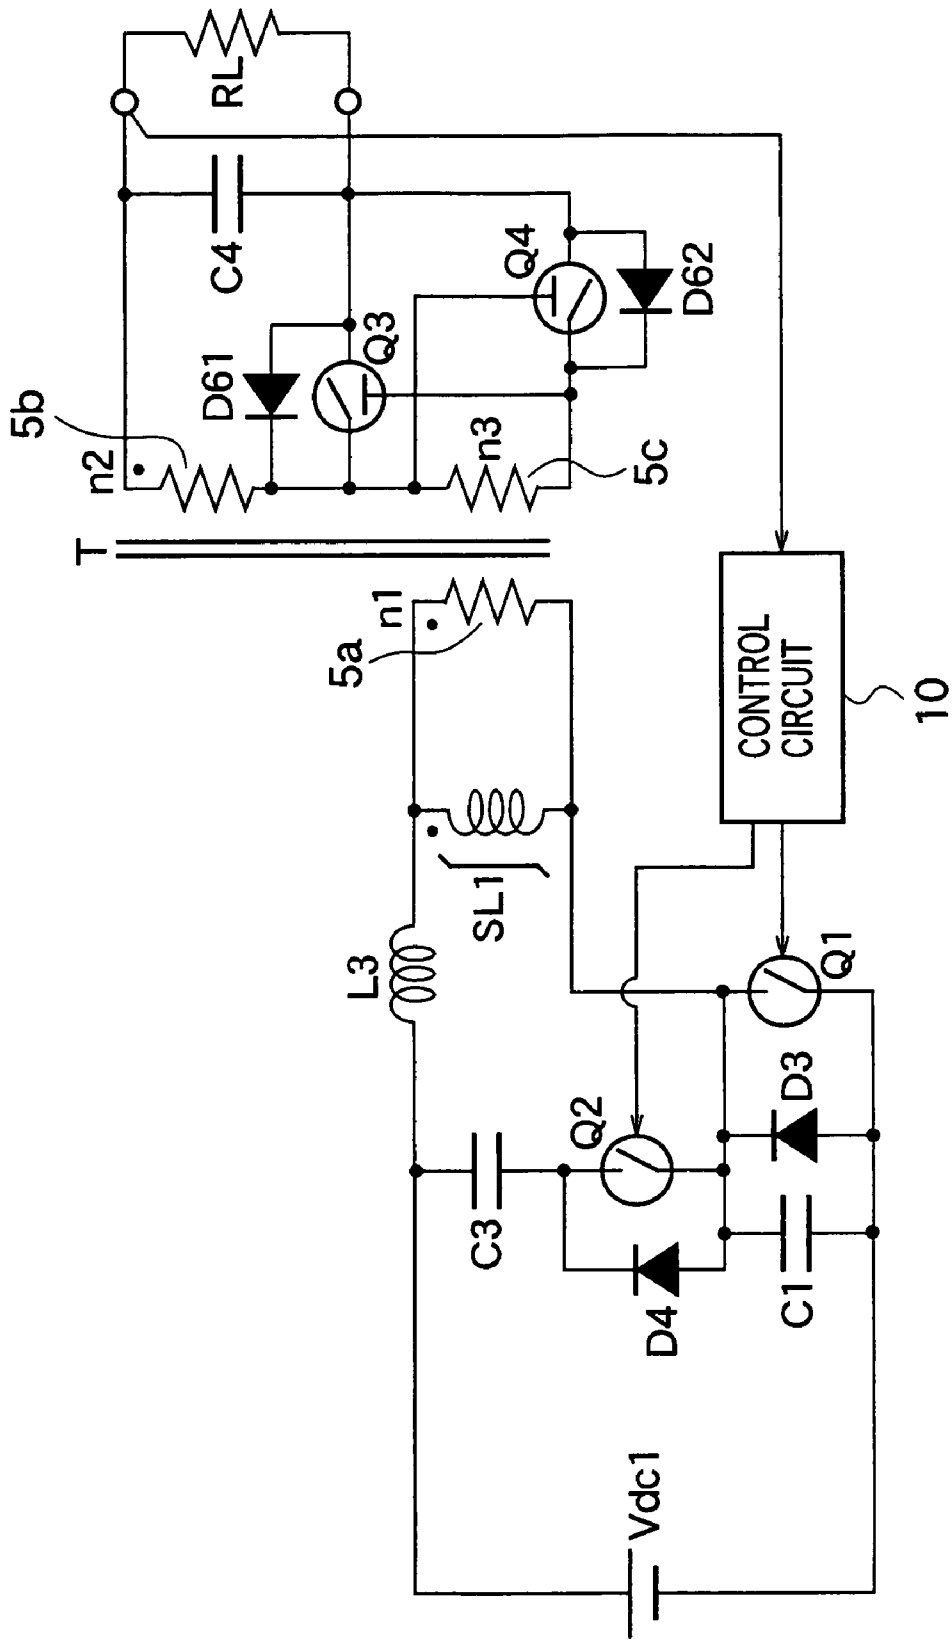 Vdc1
C3
D4
C1
Q2
D3
Q1
L3
SL1
5a
n1
T
CONTROL
CIRCUIT
10
5b
n2
D61
Q3
n3
5c
C4
Q4
D62
RL